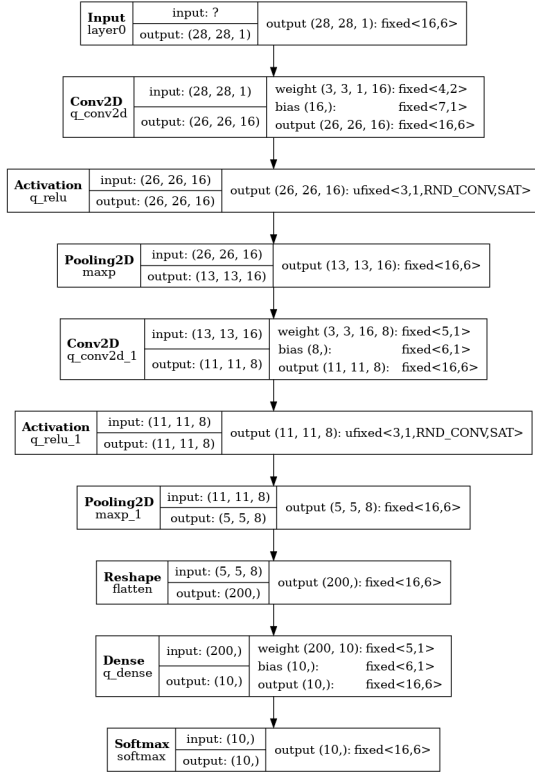 Input
layer0
input: ?
output: (28, 28, 1)
output (28, 28, 1): fixed<16,6>
Conv2D
q_conv2d
input: (28, 28, 1)
output: (26, 26, 16)
weight (3, 3, 1, 16): fixed<4,2>
bias (16,): fixed<7,1>
output (26, 26, 16): fixed<16,6>
Activation
q_relu
input: (26, 26, 16)
output: (26, 26, 16)
output (26, 26, 16): ufixed<3,1,RND_CONV,SAT>
Pooling2D
maxp
input: (26, 26, 16)
output: (13, 13, 16)
output (13, 13, 16): fixed<16,6>
Conv2D
q_conv2d_1
input: (13, 13, 16)
output: (11, 11, 8)
weight (3, 3, 16, 8): fixed<5,1>
bias (8,): fixed<6,1>
output (11, 11, 8): fixed<16,6>
Activation
q_relu_1
input: (11, 11, 8)
output: (11, 11, 8)
output (11, 11, 8): ufixed<3,1,RND_CONV,SAT>
Pooling2D
maxp_1
input: (11, 11, 8)
output: (5, 5, 8)
output (5, 5, 8): fixed<16,6>
Reshape
flatten
input: (5, 5, 8)
output: (200,)
output (200,): fixed<16,6>
Dense
q_dense
input: (200,)
output: (10,)
weight (200, 10): fixed<5,1>
bias (10,): fixed<6,1>
output (10,): fixed<16,6>
Softmax
softmax
input: (10,)
output: (10,)
output (10,): fixed<16,6>